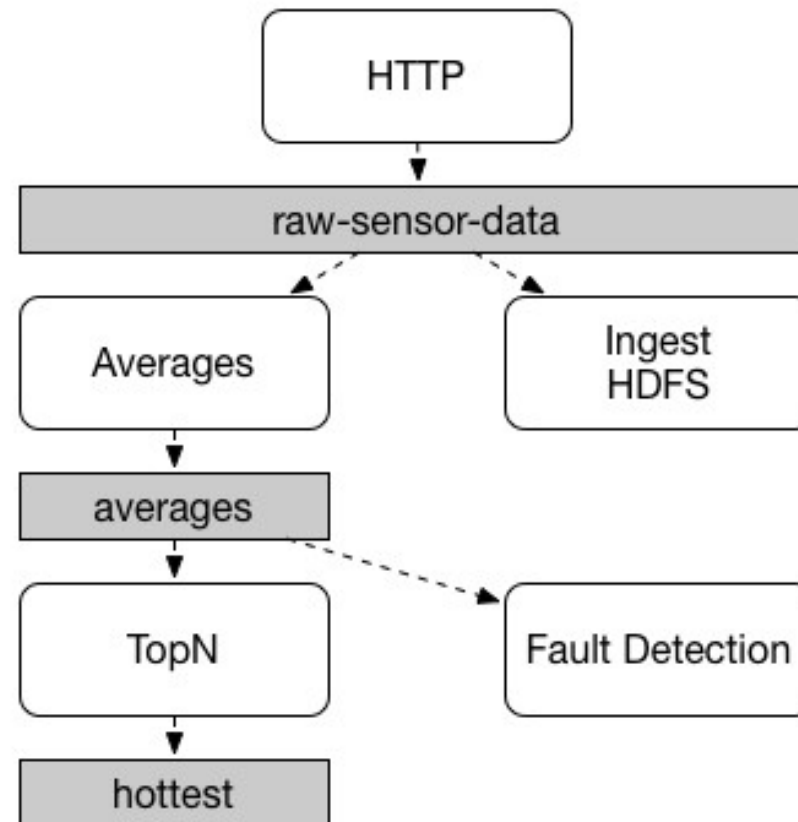 HTTP
raw-sensor-data
Averages
Ingest
HDFS
averages
TopN
Fault Detection
hottest